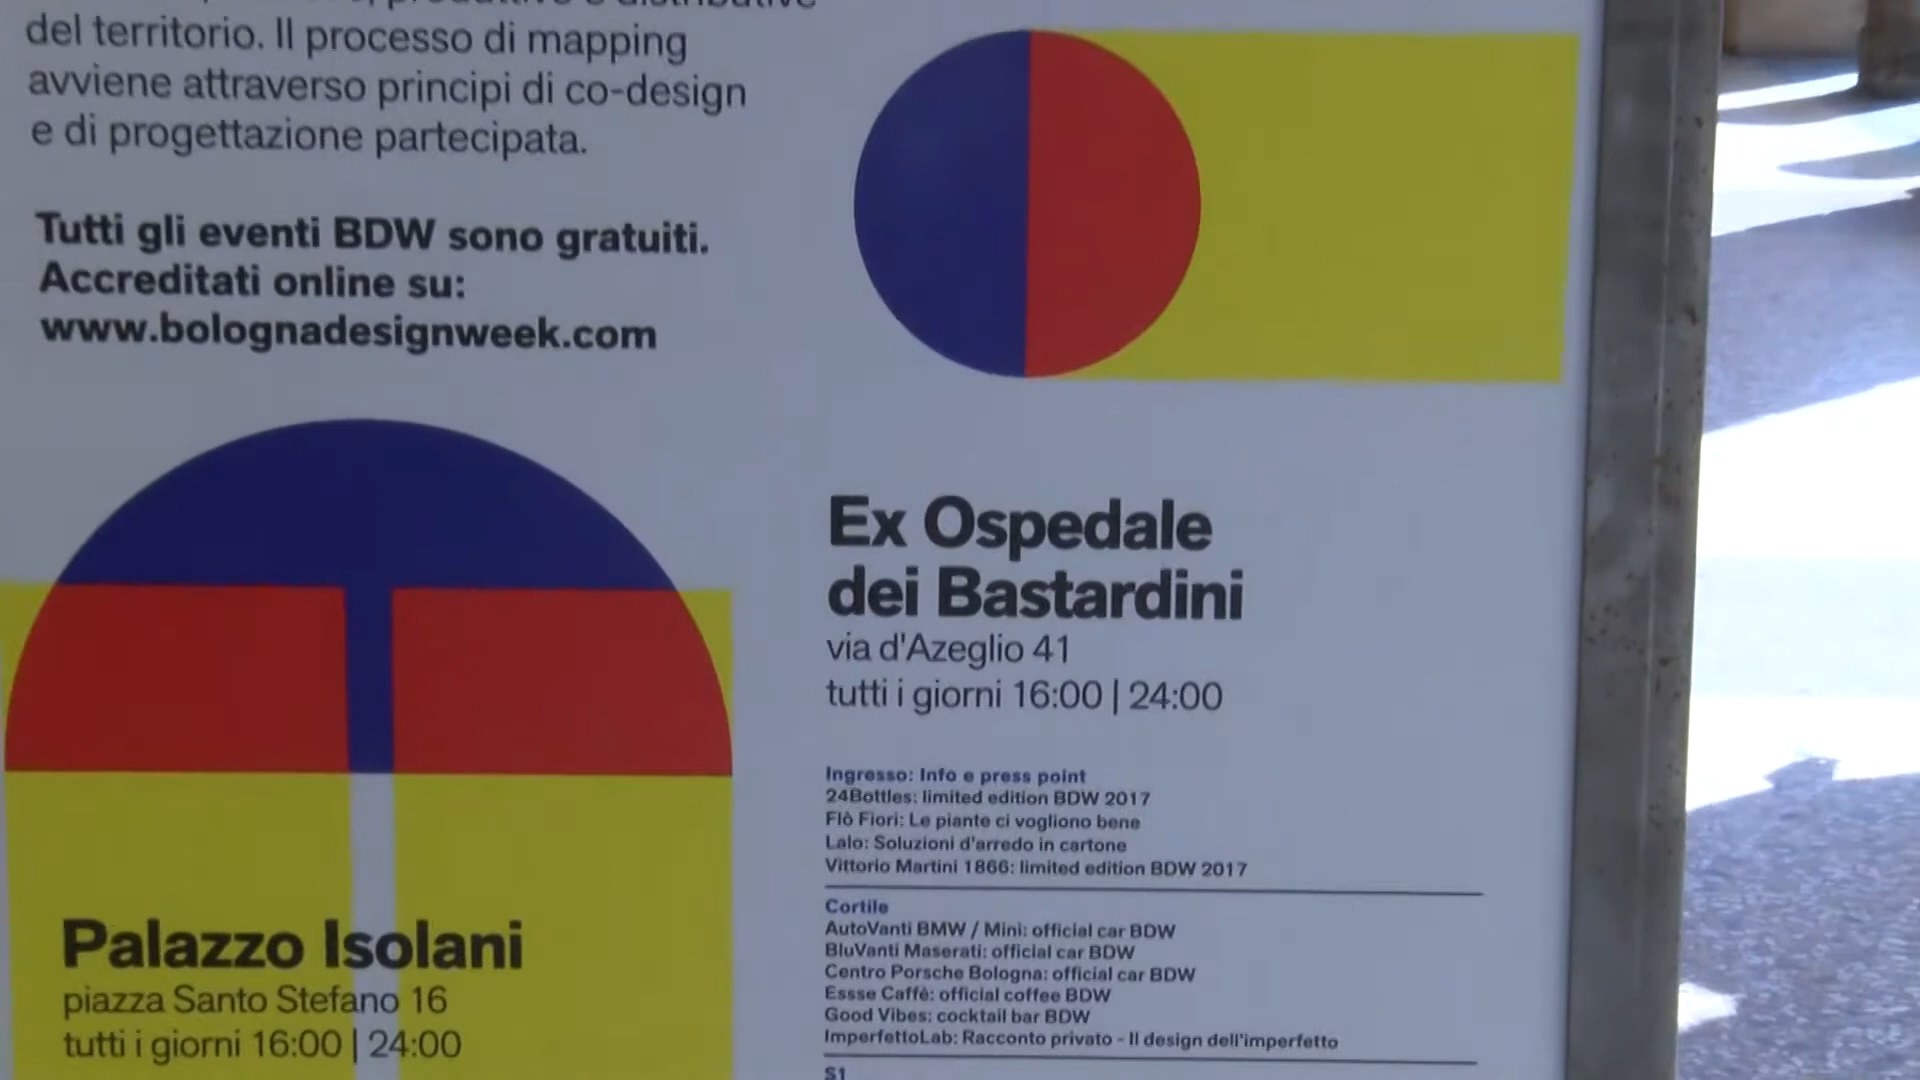 del territorio. Il processo di mapping
avviene attraverso principi di co-design
e di progettazione partecipata.
Tutti gli eventi BDW sono gratuiti.
Accreditati online su:
www.bolognadesignweek.com
Palazzo Isolani
piazza Santo Stefano 16
tutti i giorni 16:00 | 24:00
Ex Ospedale
dei Bastardini
via d'Azeglio 41
tutti i giorni 16:00 | 24:00
Ingresso: Info e press point
24Bottles: limited edition BDW 2017
Flò Fiori: Le piante ci vogliono bene
Lalo: Soluzioni d'arredo in cartone
Vittorio Martini 1866: limited edition BDW 2017
Cortile
AutoVanti BMW / Mini: official car BDW
BluVanti Maserati: official car BDW
Centro Porsche Bologna: official car BDW
Essse Caffè: official coffee BDW
Good Vibes: cocktail bar BDW
ImperfettoLab: Racconto privato - Il design dell'imperfetto
S1